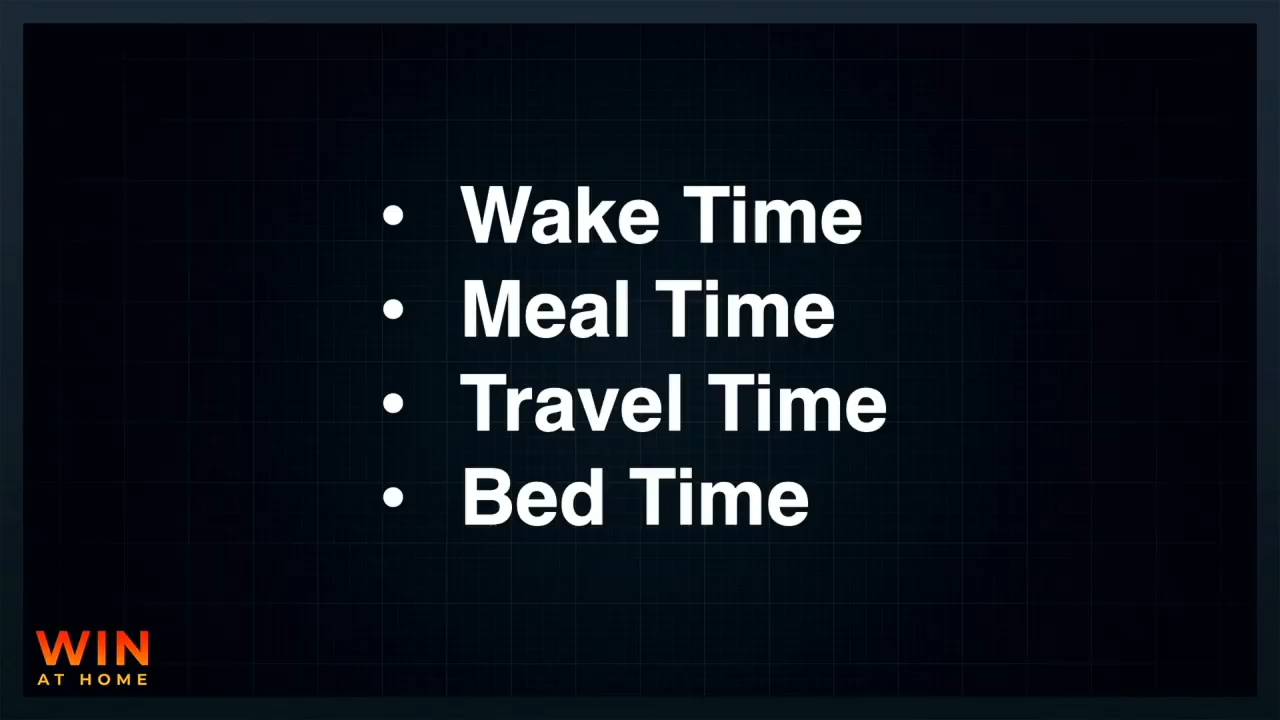 • Wake Time
• Meal Time
• Travel Time
• Bed Time
WIN
AT HOME